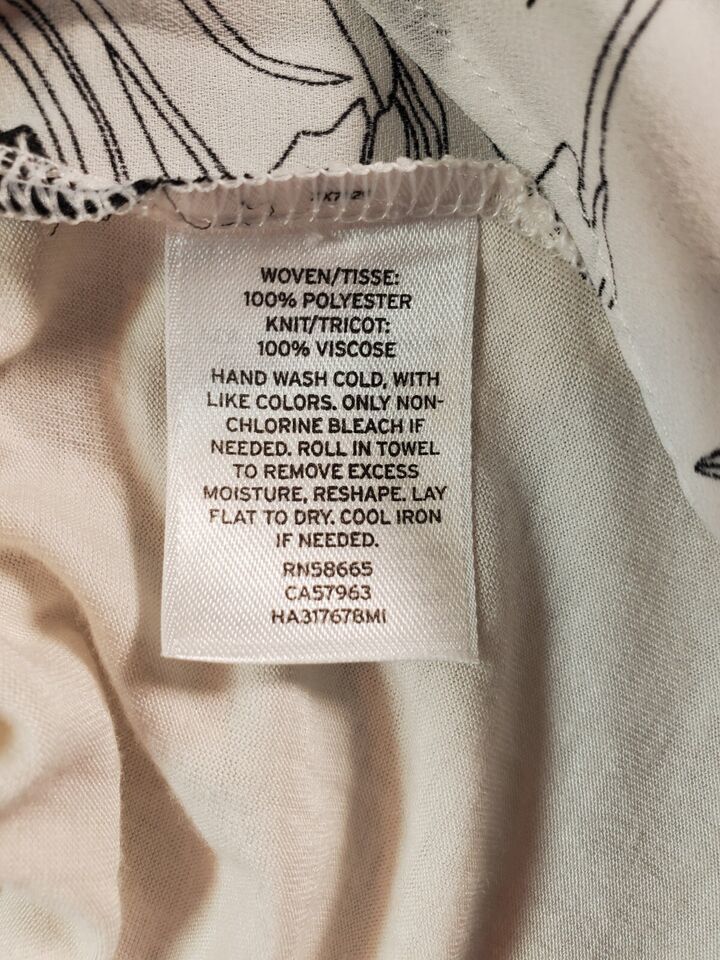 WOVEN/TISSE:
100% POLYESTER
KNIT/TRICOT:
100% VISCOSE
HAND WASH COLD, WITH
LIKE COLORS. ONLY NON-
CHLORINE BLEACH IF
NEEDED. ROLL IN TOWEL
TO REMOVE EXCESS
MOISTURE, RESHAPE. LAY
FLAT TO DRY. COOL IRON
IF NEEDED.
RN58665
CA57963
HA317678MI